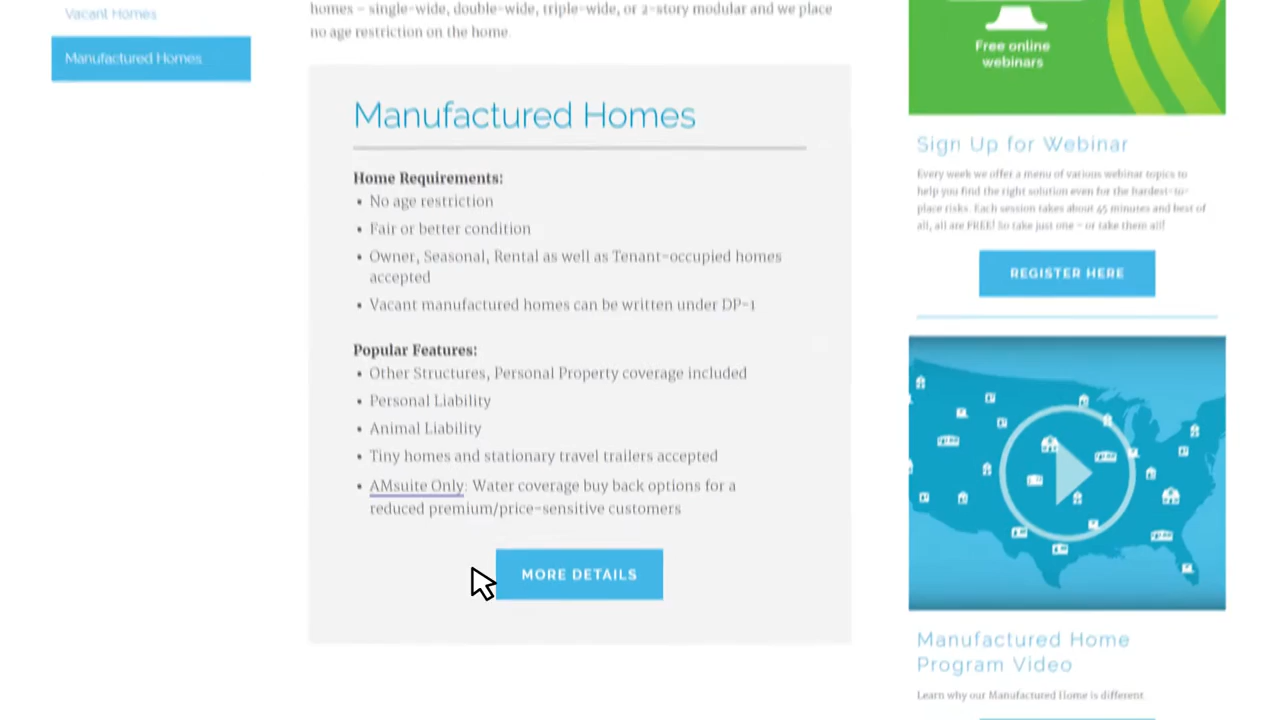 Vacant Homes
Manufactured Homes
homes – single-wide, double-wide, triple-wide, or 2-story modular and we place
no age restriction on the home.
Manufactured Homes
Home Requirements:
• No age restriction
• Fair or better condition
• Owner, Seasonal, Rental as well as Tenant-occupied homes
accepted
• Vacant manufactured homes can be written under DP-1
Popular Features:
• Other Structures, Personal Property coverage included
• Personal Liability
• Animal Liability
• Tiny homes and stationary travel trailers accepted
• AMsuite Only: Water coverage buy back options for a
reduced premium/price-sensitive customers
MORE DETAILS
Free online
webinars
Sign Up for Webinar
Every week we offer a menu of various webinar topics to
help you find the right solution even for the hardest-to-
place risks. Each session takes about 45 minutes and best of
all, all are FREE! So take just one – or take them all!
REGISTER HERE
Manufactured Home
Program Video
Learn why our Manufactured Home is different.